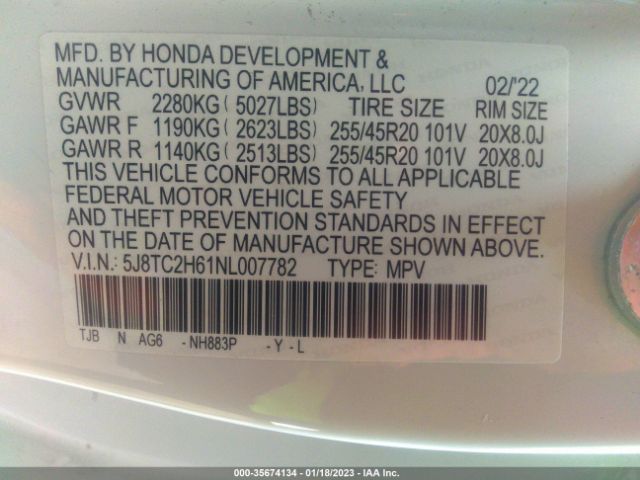 MFD. BY HONDA DEVELOPMENT &
MANUFACTURING OF AMERICA, LLC 02/'22
GVWR 2280KG ( 5027LBS) TIRE SIZE RIM SIZE
GAWR F 1190KG ( 2623LBS) 255/45R20 101V 20X8.0J
GAWR R 1140KG ( 2513LBS) 255/45R20 101V 20X8.0J
THIS VEHICLE CONFORMS TO ALL APPLICABLE
FEDERAL MOTOR VEHICLE SAFETY
AND THEFT PREVENTION STANDARDS IN EFFECT
ON THE DATE OF MANUFACTURE SHOWN ABOVE.
V.I.N.: 5J8TC2H61NL007782 TYPE: MPV
TJB N AG6 -NH883P -Y-L
000-35674134 - 01/18/2023 - IAA Inc.